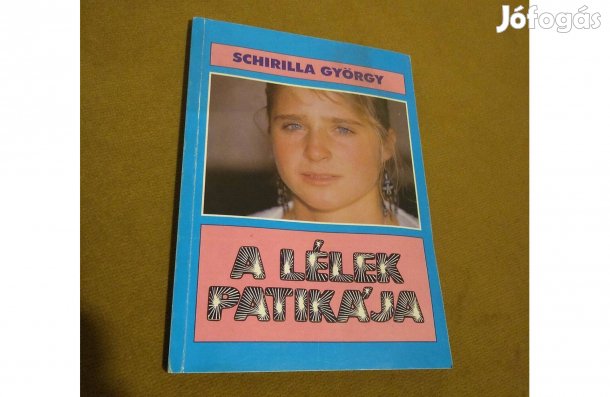 Jófogás
SCHIRILLA GYÖRGY
A LÉLEK
PATIKÁJA